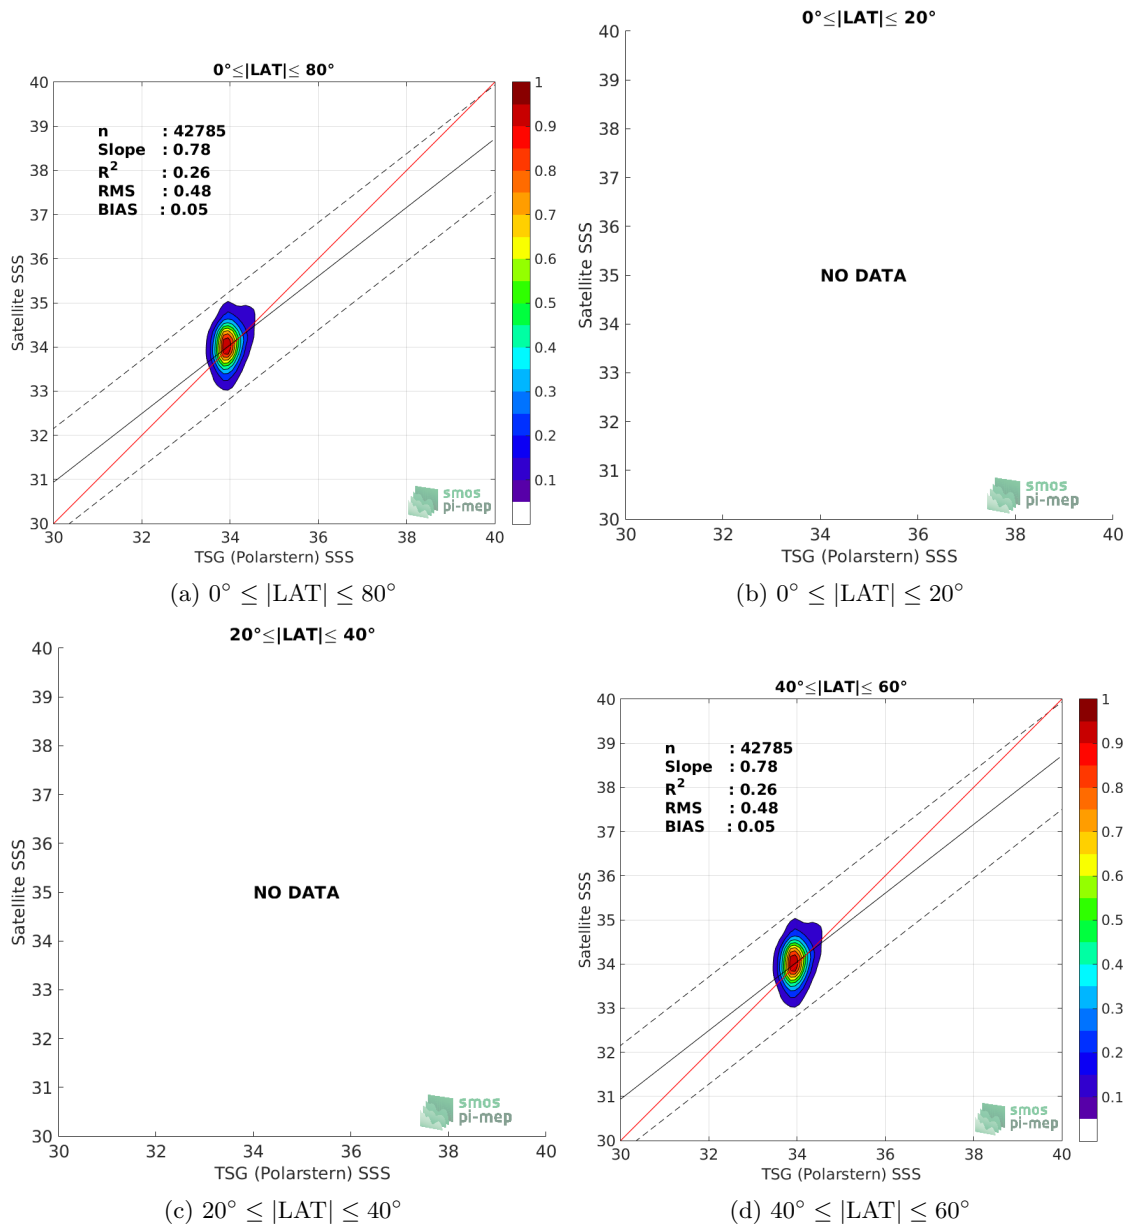 0°≤|LAT|≤ 80°
40
39
38
37
36
35
34
33
32
31
30
Satellite SSS
n : 42785
Slope : 0.78
R² : 0.26
RMS : 0.48
BIAS : 0.05
smos
pi-mep
30 32 34 36 38 40
TSG (Polarstern) SSS
1
0.9
0.8
0.7
0.6
0.5
0.4
0.3
0.2
0.1
(a) 0° ≤ |LAT| ≤ 80°
0°≤|LAT|≤ 20°
40
39
38
37
36
35
34
33
32
31
30
Satellite SSS
NO DATA
smos
pi-mep
30 32 34 36 38 40
TSG (Polarstern) SSS
(b) 0° ≤ |LAT| ≤ 20°
20°≤|LAT|≤ 40°
40
39
38
37
36
35
34
33
32
31
30
Satellite SSS
NO DATA
smos
pi-mep
30 32 34 36 38 40
TSG (Polarstern) SSS
(c) 20° ≤ |LAT| ≤ 40°
40°≤|LAT|≤ 60°
40
39
38
37
36
35
34
33
32
31
30
Satellite SSS
n : 42785
Slope : 0.78
R² : 0.26
RMS : 0.48
BIAS : 0.05
smos
pi-mep
30 32 34 36 38 40
TSG (Polarstern) SSS
1
0.9
0.8
0.7
0.6
0.5
0.4
0.3
0.2
0.1
(d) 40° ≤ |LAT| ≤ 60°